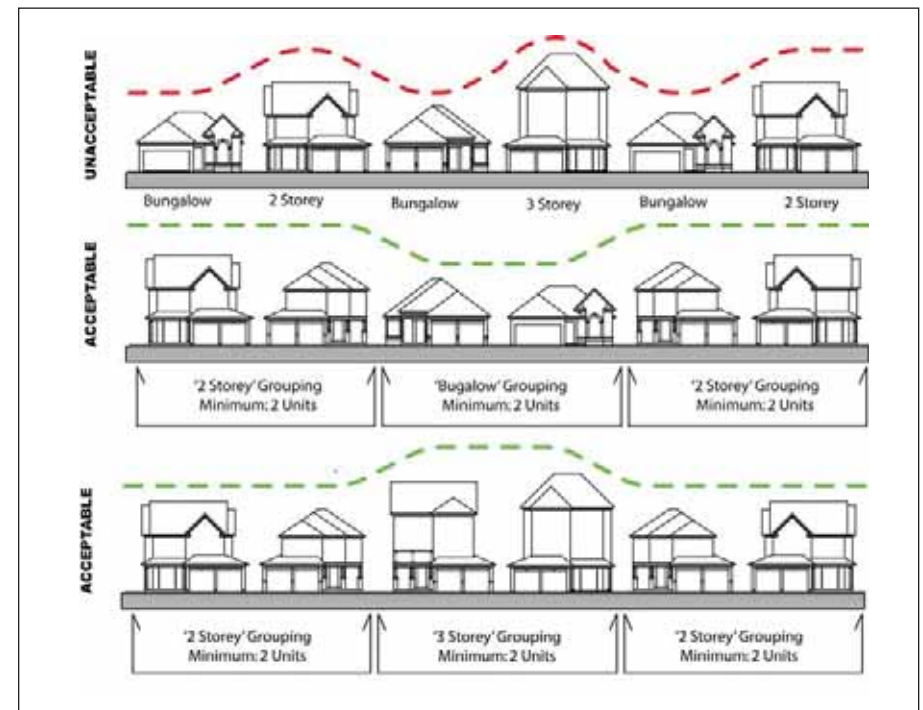 UNACCEPTABLE
Bungalow 2 Storey Bungalow 3 Storey Bungalow 2 Storey
ACCEPTABLE
'2 Storey' Grouping
Minimum: 2 Units
'Bugalow' Grouping
Minimum: 2 Units
'2 Storey' Grouping
Minimum: 2 Units
ACCEPTABLE
'2 Storey' Grouping
Minimum: 2 Units
'3 Storey' Grouping
Minimum: 2 Units
'2 Storey' Grouping
Minimum: 2 Units